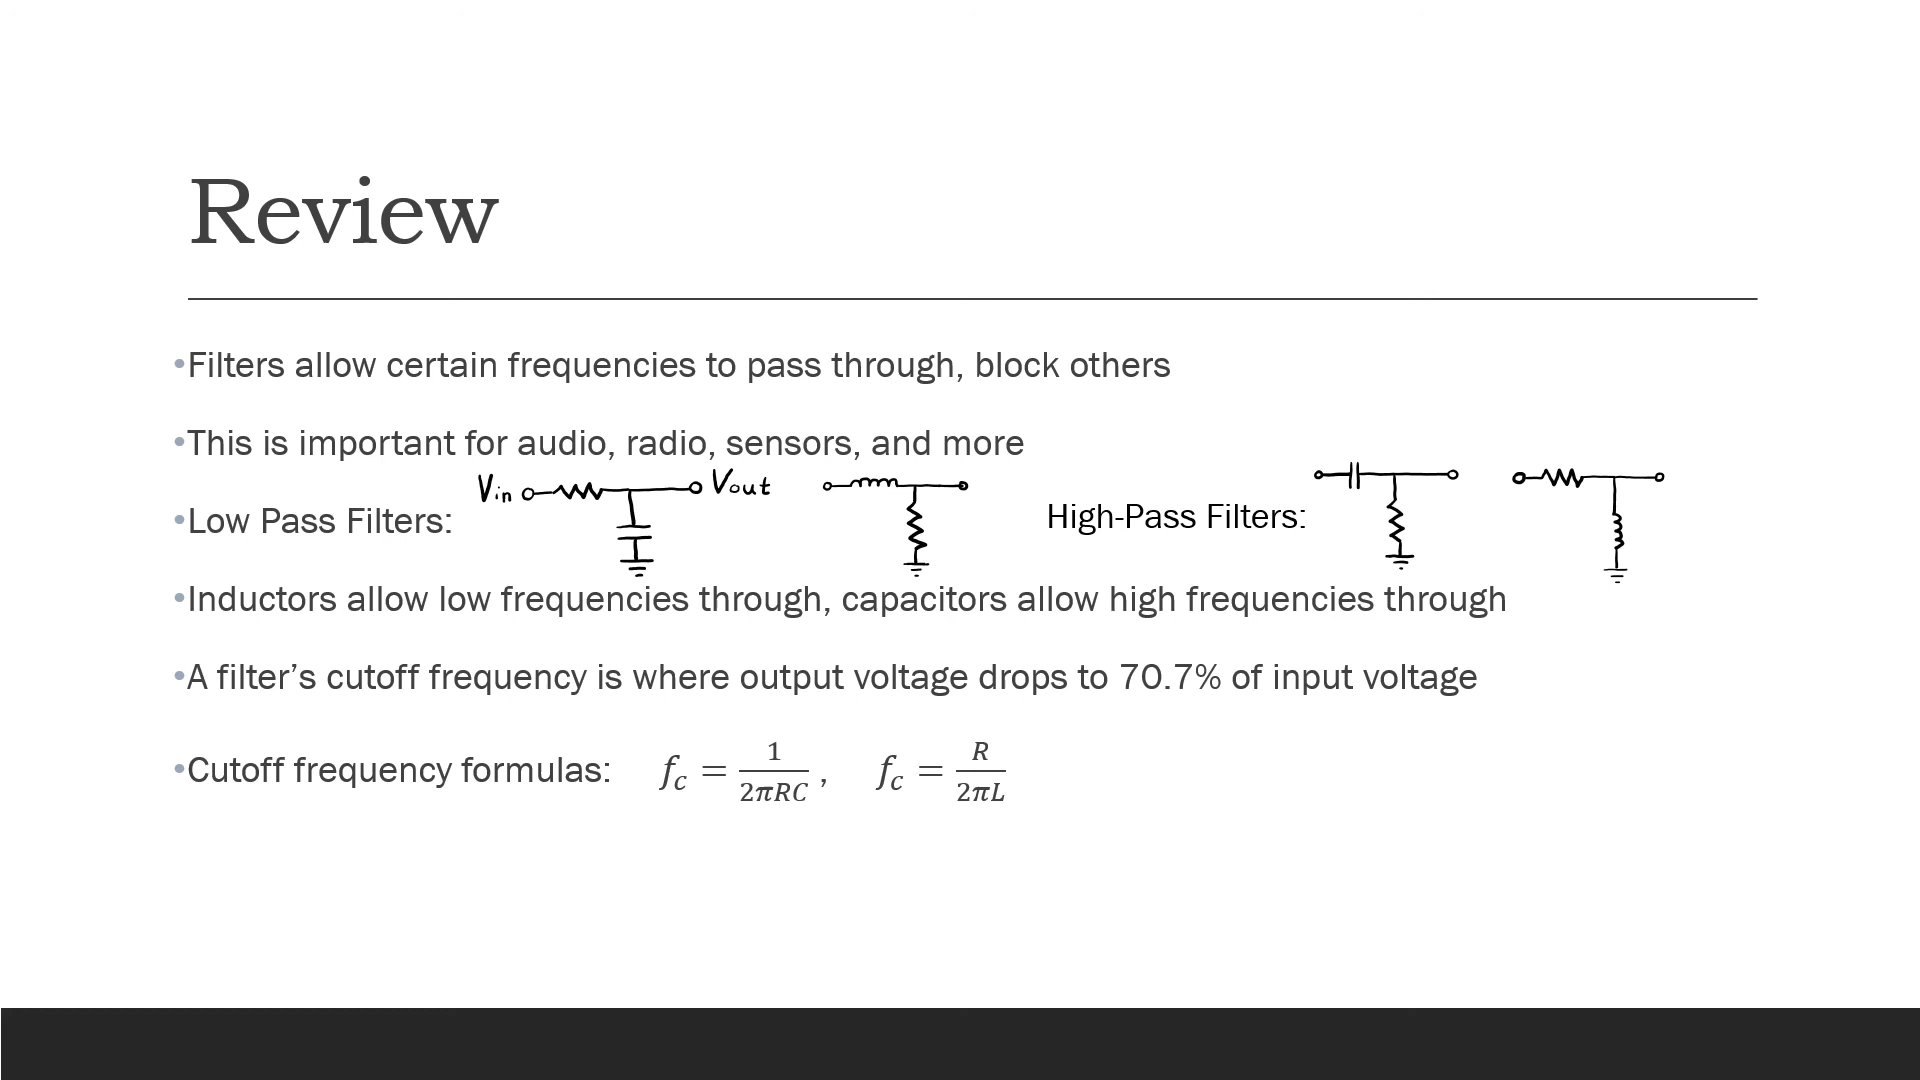 Review
•Filters allow certain frequencies to pass through, block others
•This is important for audio, radio, sensors, and more
Vin Vout
•Low Pass Filters: High-Pass Filters:
•Inductors allow low frequencies through, capacitors allow high frequencies through
•A filter’s cutoff frequency is where output voltage drops to 70.7% of input voltage
•Cutoff frequency formulas: f_c = 1/(2πRC) , f_c = R/(2πL)